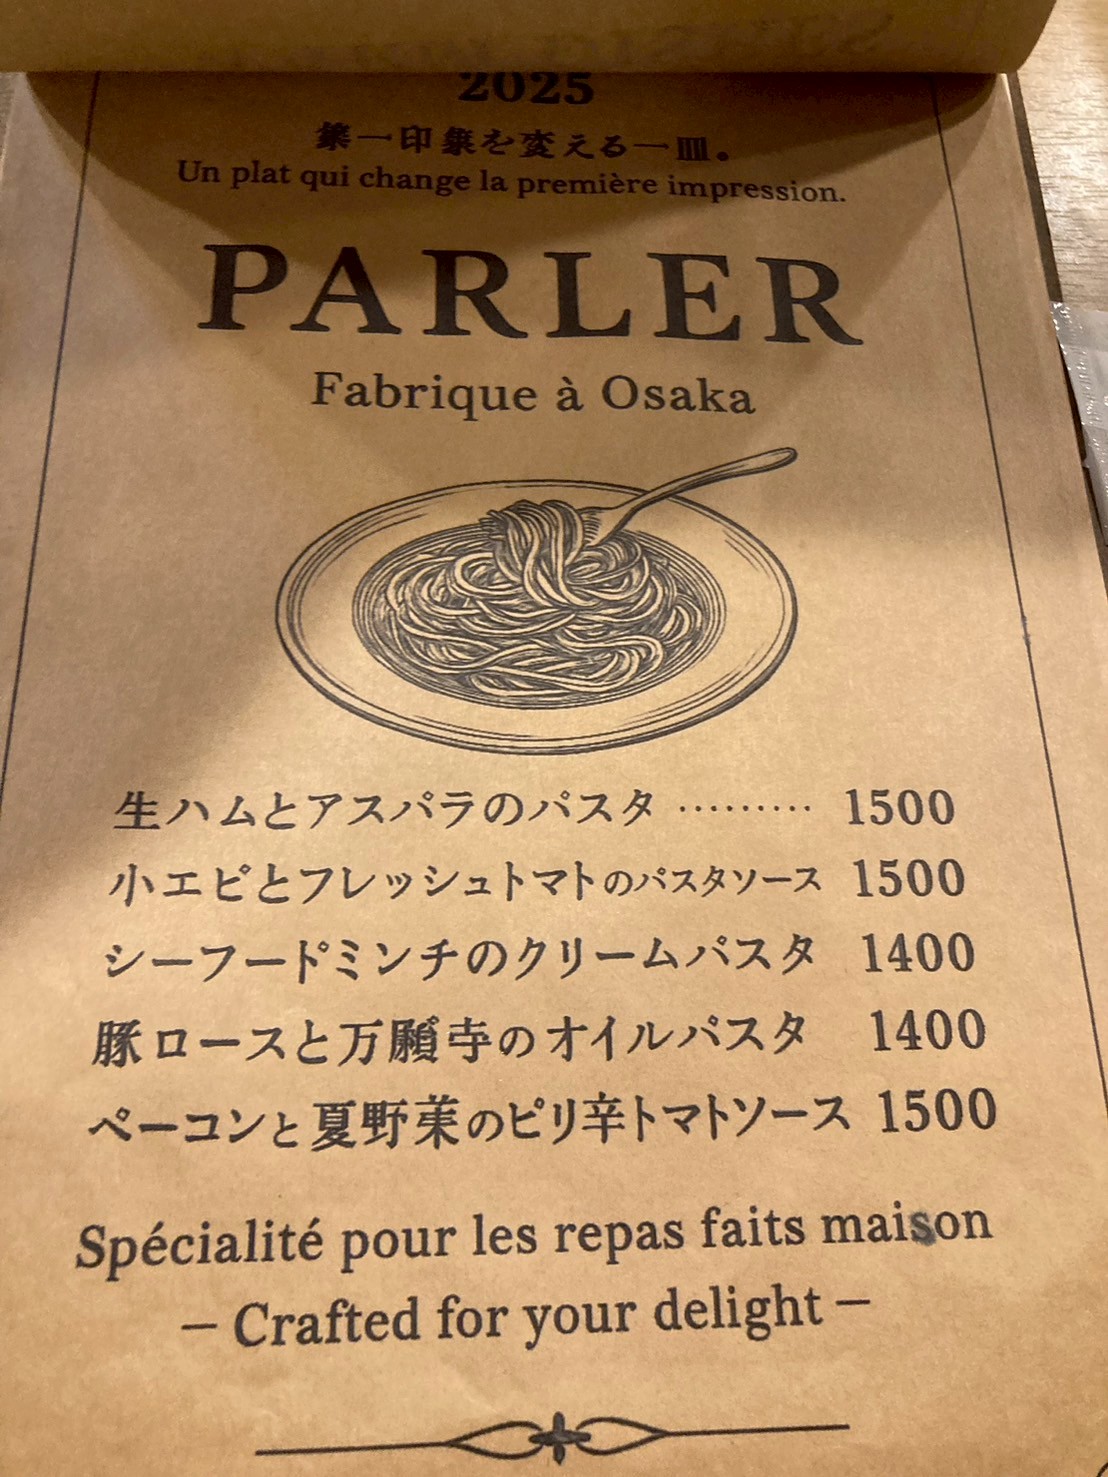 2025
第一印象を変える一皿。
Un plat qui change la première impression.
PARLER
Fabrique à Osaka
生ハムとアスパラのパスタ ········· 1500
小エビとフレッシュトマトのパスタソース 1500
シーフードミンチのクリームパスタ 1400
豚ロースと万願寺のオイルパスタ 1400
ベーコンと夏野菜のピリ辛トマトソース 1500
Spécialité pour les repas faits maison
– Crafted for your delight –